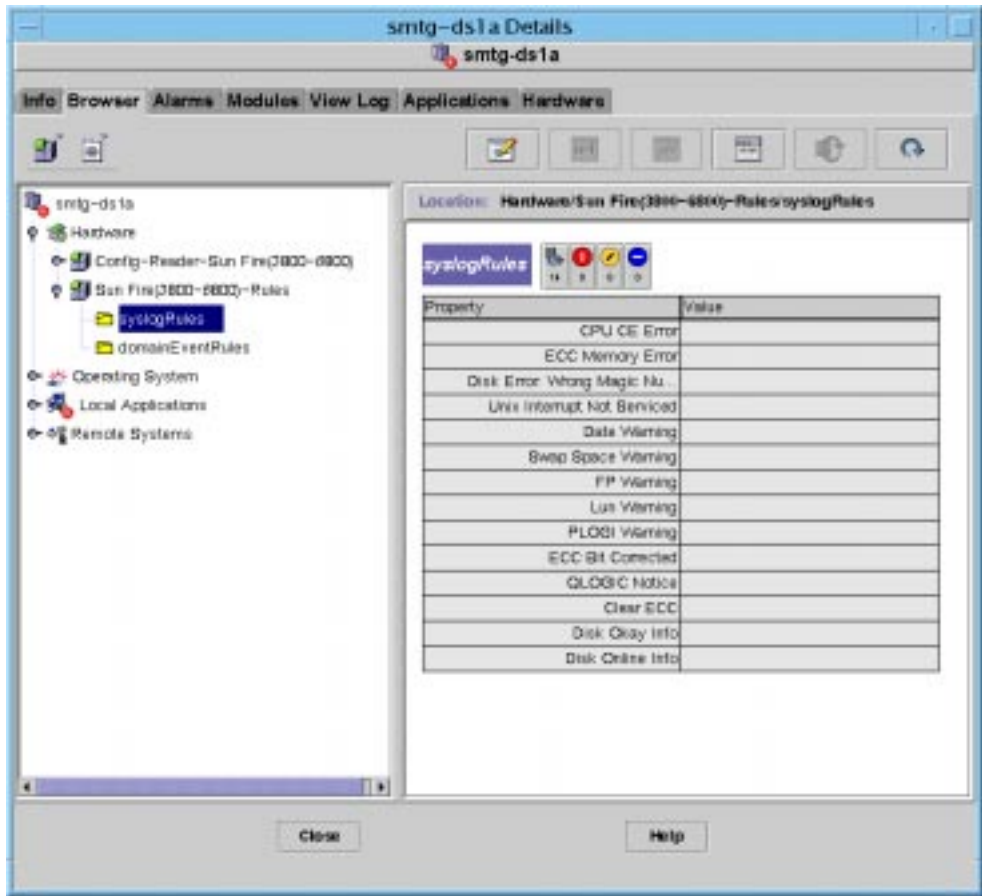 smtg-ds1a Details
smtg-ds1a
Info Browser Alarms Modules View Log Applications Hardware
smtg-ds1a
Hardware
Config-Reader-Sun Fire(3800-6800)
Sun Fire(3800-6800)-Rules
syslogRules
domainEventRules
Operating System
Local Applications
Remote Systems
Location: Hardware/Sun Fire(3800-6800)-Rules/syslogRules
syslogRules
Property Value
CPU CE Error
ECC Memory Error
Disk Error Wrong Magic Nu...
Unix Interrupt Not Serviced
Date Warning
Swap Space Warning
FP Warning
Lun Warning
PLOGI Warning
ECC Bit Corrected
QLOGIC Notice
Clear ECC
Disk Okay Info
Disk Online Info
Close Help